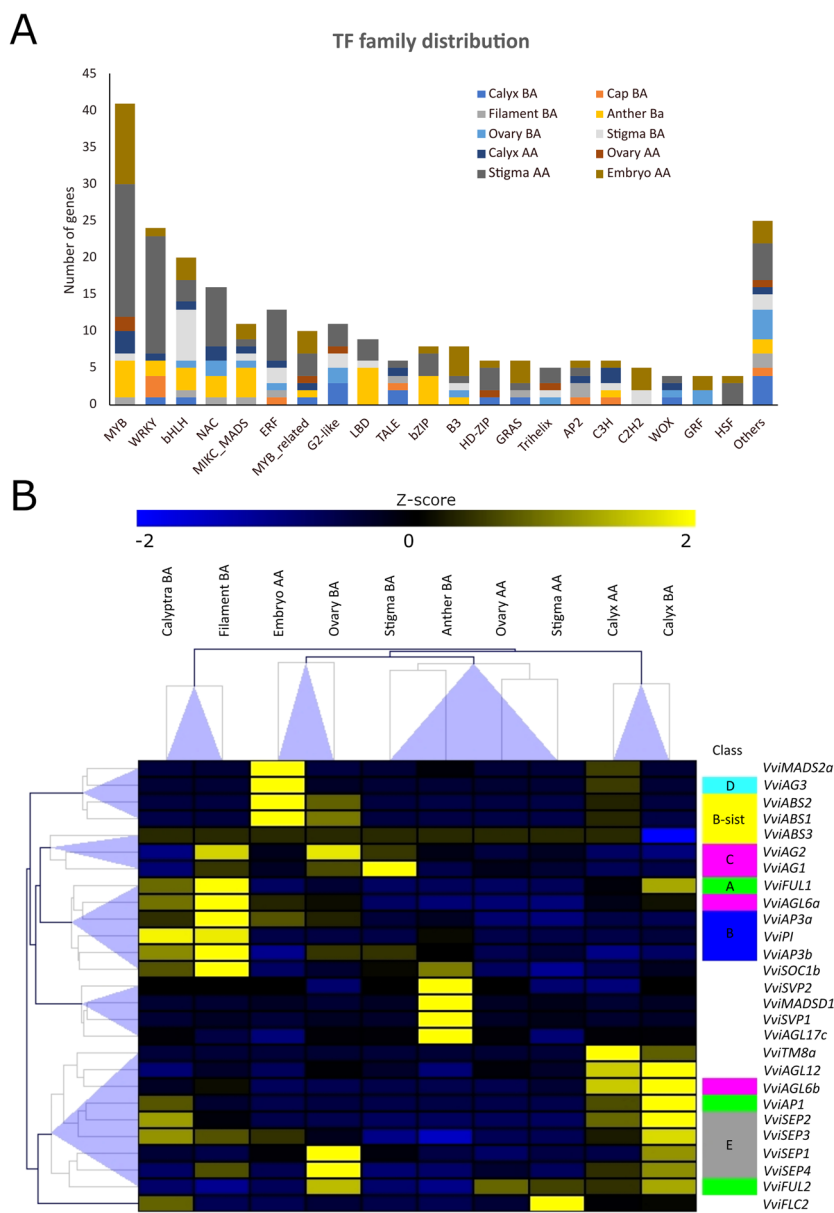 A
TF family distribution
45
40
35
30
25
20
15
10
5
0
Number of genes
Calyx BA
Cap BA
Filament BA
Anther Ba
Ovary BA
Stigma BA
Calyx AA
Ovary AA
Stigma AA
Embryo AA
MYB
WRKY
bHLH
NAC
MIKC_MADS
ERF
MYB_related
G2-like
LBD
TALE
bZIP
B3
HD-ZIP
GRAS
Trihelix
AP2
C3H
C2H2
WOX
GRF
HSF
Others
B
Z-score
-2
0
2
Calyptra BA
Filament BA
Embryo AA
Ovary BA
Stigma BA
Anther BA
Ovary AA
Stigma AA
Calyx AA
Calyx BA
Class
VviMADS2a
D
VviAG3
VviABS2
B-sist
VviABS1
VviABS3
C
VviAG2
VviAG1
A
VviFUL1
VviAGL6a
VviAP3a
B
VviPI
VviAP3b
VviSOC1b
VviSVP2
VviMADSD1
VviSVP1
VviAGL17c
VviTM8a
VviAGL12
VviAGL6b
VviAP1
VviSEP2
VviSEP3
E
VviSEP1
VviSEP4
VviFUL2
VviFLC2